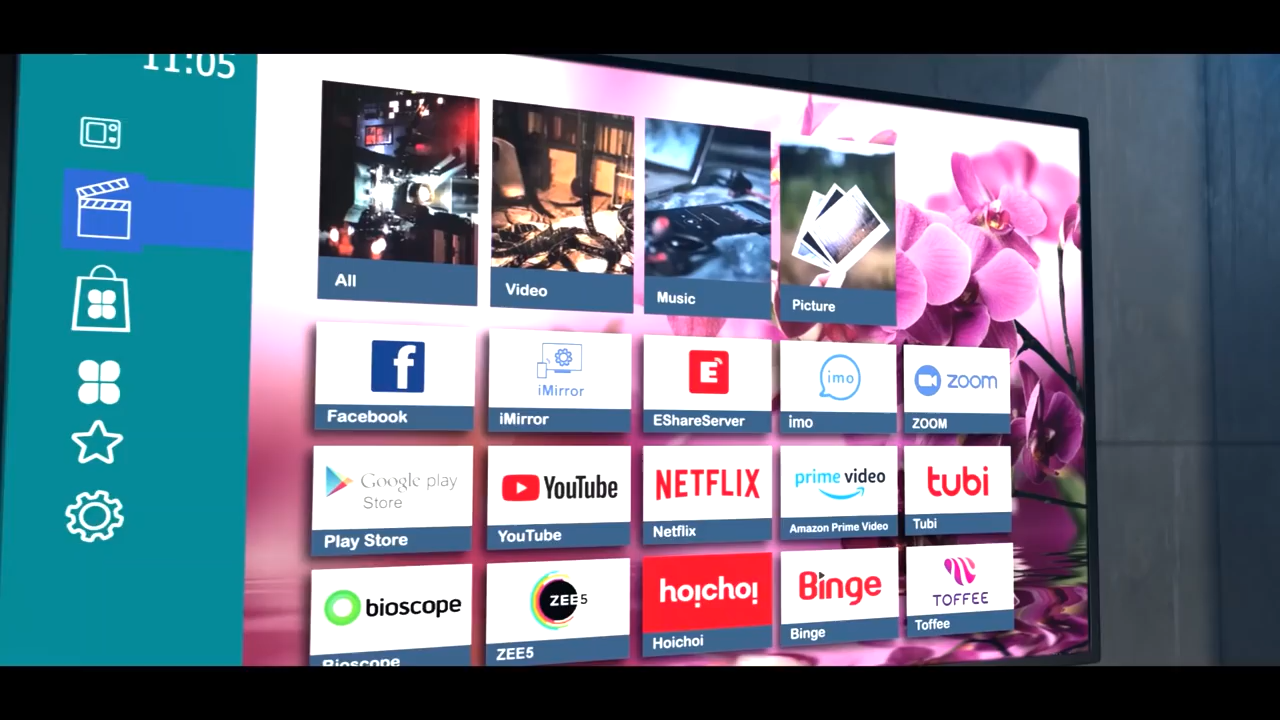 11:05
All
Video
Music
Picture
f
Facebook
iMirror
iMirror
E
EShareServer
imo
imo
ZOOM
ZOOM
Google play
Store
Play Store
YouTube
YouTube
NETFLIX
Netflix
prime video
Amazon Prime Video
tubi
Tubi
bioscope
Bioscope
ZEE5
ZEE5
hoichoi
Hoichoi
Binge
Binge
TOFFEE
Toffee